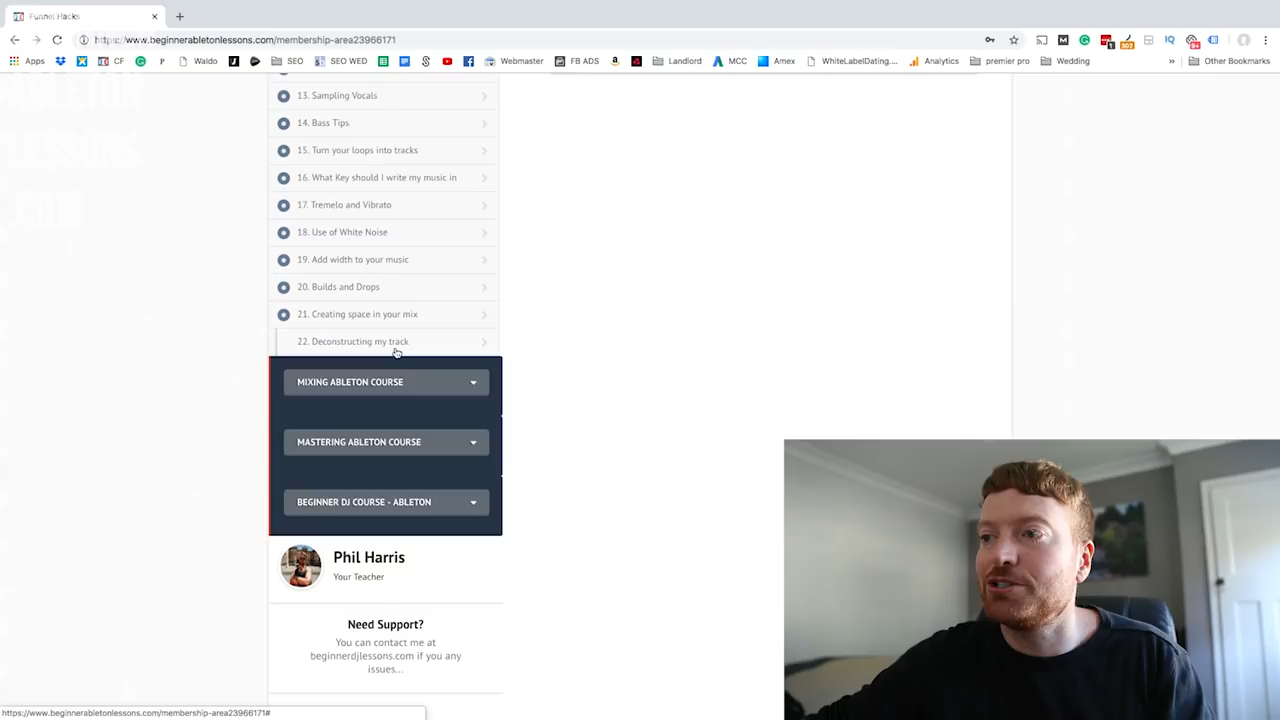 Funnel Hacks
https://www.beginnerabletonlessons.com/membership-area23966171
Apps
CF
Waldo
SEO
SEO WED
Webmaster
FB ADS
Landlord
MCC
Amex
WhiteLabelDating....
Analytics
premier pro
Wedding
»
Other Bookmarks
ABLETON
LESSONS
.COM
13. Sampling Vocals
14. Bass Tips
15. Turn your loops into tracks
16. What Key should I write my music in
17. Tremelo and Vibrato
18. Use of White Noise
19. Add width to your music
20. Builds and Drops
21. Creating space in your mix
22. Deconstructing my track
MIXING ABLETON COURSE
MASTERING ABLETON COURSE
BEGINNER DJ COURSE - ABLETON
Phil Harris
Your Teacher
Need Support?
You can contact me at
beginnerdjlessons.com if you any
issues...
https://www.beginnerabletonlessons.com/membership-area23966171#